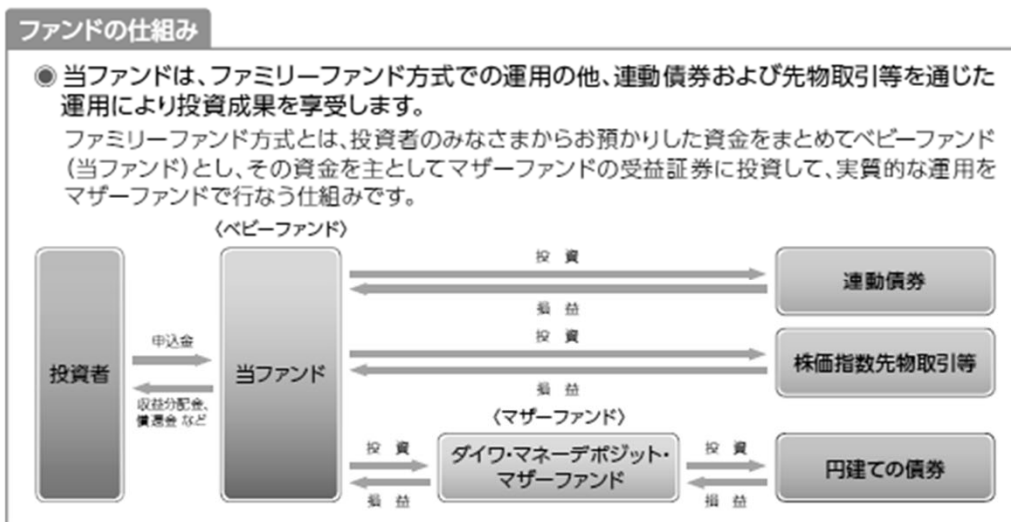 ファンドの仕組み
◉ 当ファンドは、ファミリーファンド方式での運用の他、連動債券および先物取引等を通じた
運用により投資成果を享受します。
ファミリーファンド方式とは、投資者のみなさまからお預かりした資金をまとめてベビーファンド
(当ファンド)とし、その資金を主としてマザーファンドの受益証券に投資して、実質的な運用を
マザーファンドで行なう仕組みです。
〈ベビーファンド〉
投資者
申込金
収益分配金、
償還金 など
当ファンド
投 資
損 益
連動債券
投 資
損 益
株価指数先物取引等
〈マザーファンド〉
投 資
損 益
ダイワ・マネーデポジット・
マザーファンド
投 資
損 益
円建ての債券